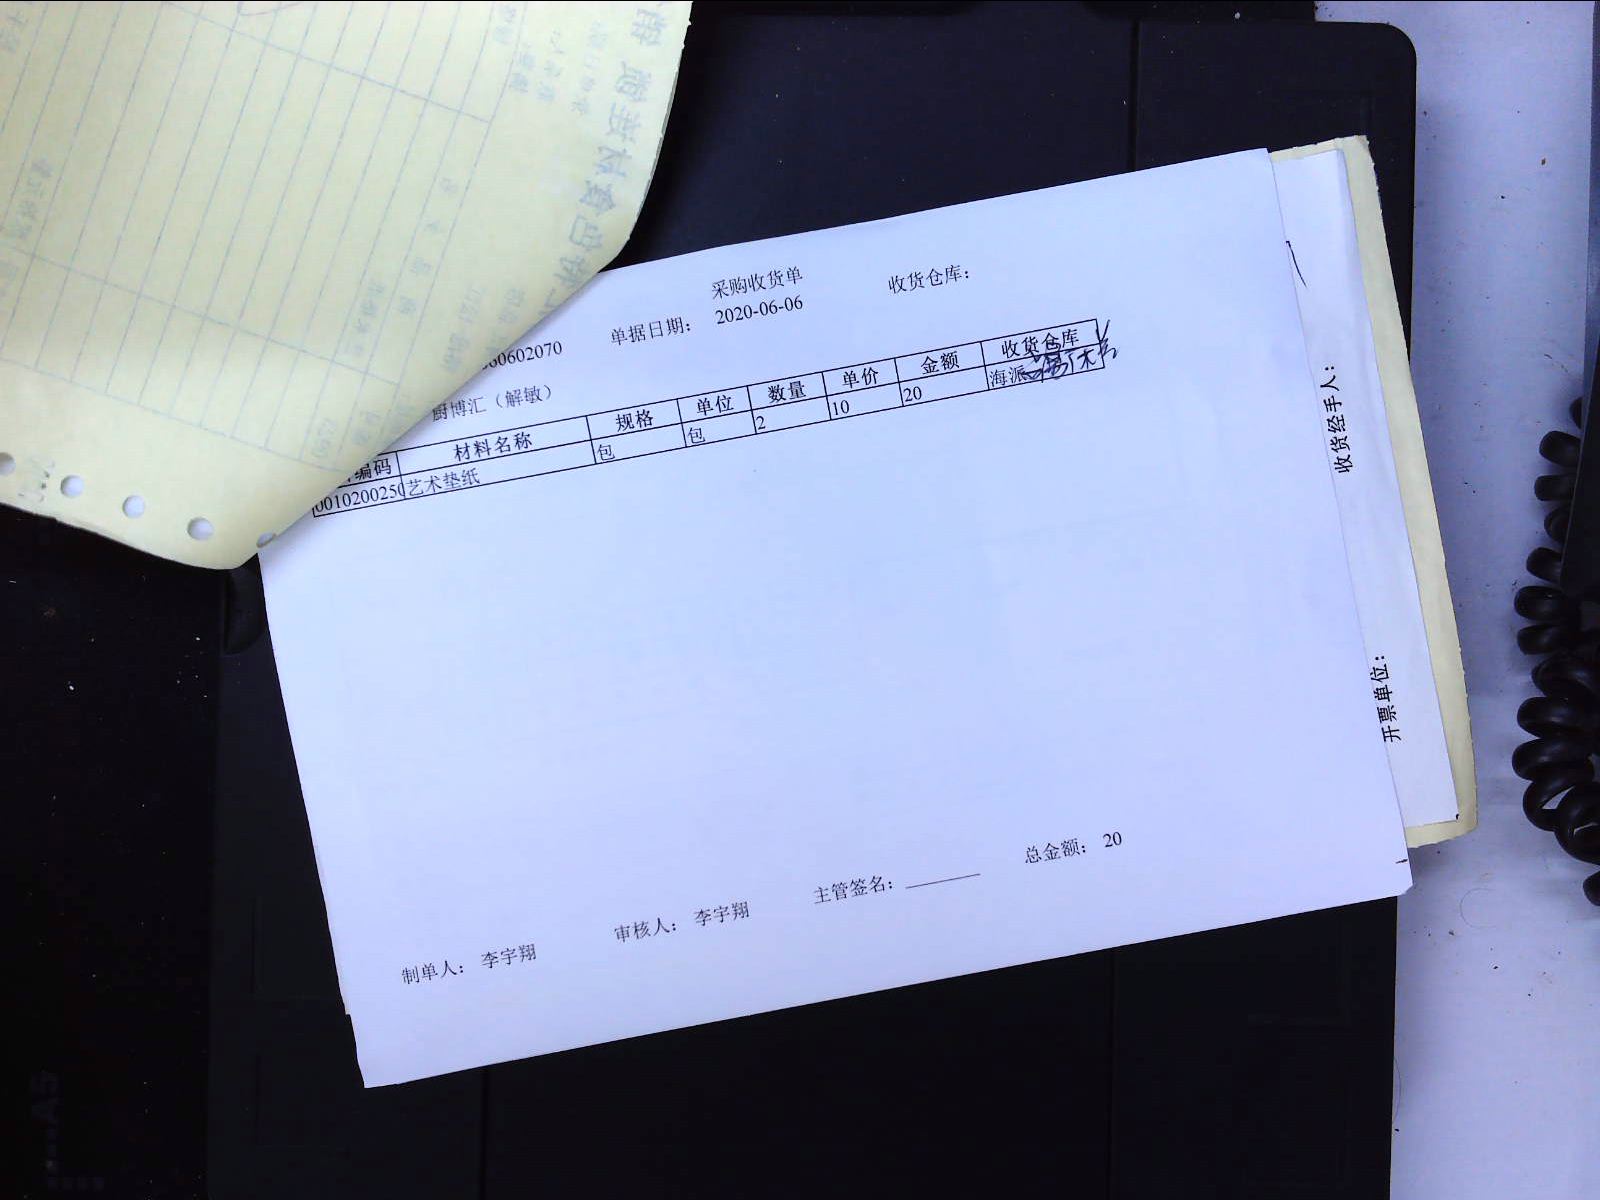 采购收货单
收货仓库：
60602070
单据日期： 2020-06-06
厨博汇（解敏）
编码 材料名称 规格 单位 数量 单价 金额 收货仓库
0010200250 艺术垫纸 包 包 2 10 20 海派
总金额： 20
制单人： 李宇翔 审核人： 李宇翔 主管签名：
收货经手人：
开票单位：